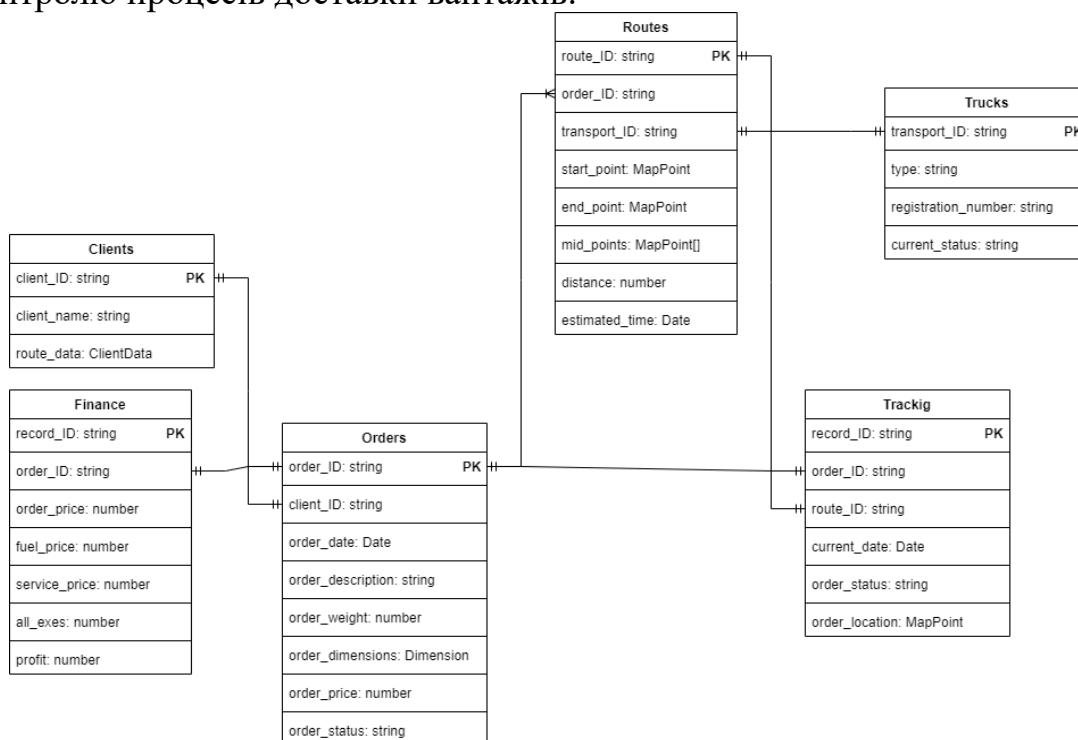 процесів доставки вантажів.
Routes
route_ID: string PK
order_ID: string
transport_ID: string
start_point: MapPoint
end_point: MapPoint
mid_points: MapPoint[]
distance: number
estimated_time: Date
Trucks
transport_ID: string PK
type: string
registration_number: string
current_status: string
Clients
client_ID: string PK
client_name: string
route_data: ClientData
Finance
record_ID: string PK
order_ID: string
order_price: number
fuel_price: number
service_price: number
all_exes: number
profit: number
Orders
order_ID: string PK
client_ID: string
order_date: Date
order_description: string
order_weight: number
order_dimensions: Dimension
order_price: number
order_status: string
Trackig
record_ID: string PK
order_ID: string
route_ID: string
current_date: Date
order_status: string
order_location: MapPoint